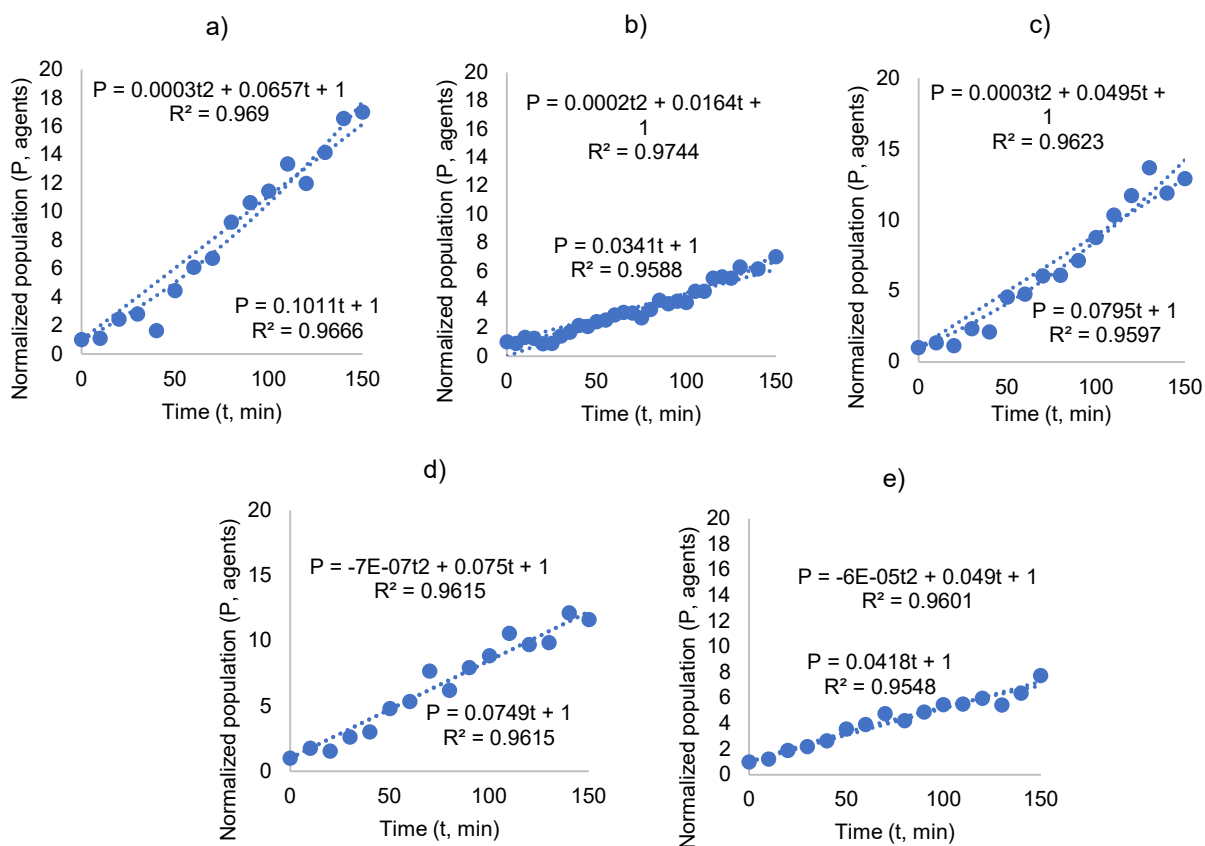 a)
Normalized population (P, agents)
20
18
16
14
12
10
8
6
4
2
0
P = 0.0003t2 + 0.0657t + 1
R² = 0.969
P = 0.1011t + 1
R² = 0.9666
0 50 100 150
Time (t, min)
b)
Normalized population (P, agents)
20
18
16
14
12
10
8
6
4
2
0
P = 0.0002t2 + 0.0164t +
1
R² = 0.9744
P = 0.0341t + 1
R² = 0.9588
0 50 100 150
Time (t, min)
c)
Normalized population (P, agents)
20
15
10
5
0
P = 0.0003t2 + 0.0495t +
1
R² = 0.9623
P = 0.0795t + 1
R² = 0.9597
0 50 100 150
Time (t, min)
d)
Normalized population (P, agents)
20
15
10
5
0
P = -7E-07t2 + 0.075t + 1
R² = 0.9615
P = 0.0749t + 1
R² = 0.9615
0 50 100 150
Time (t, min)
e)
Normalized population (P, agents)
20
18
16
14
12
10
8
6
4
2
0
P = -6E-05t2 + 0.049t + 1
R² = 0.9601
P = 0.0418t + 1
R² = 0.9548
0 50 100 150
Time (t, min)